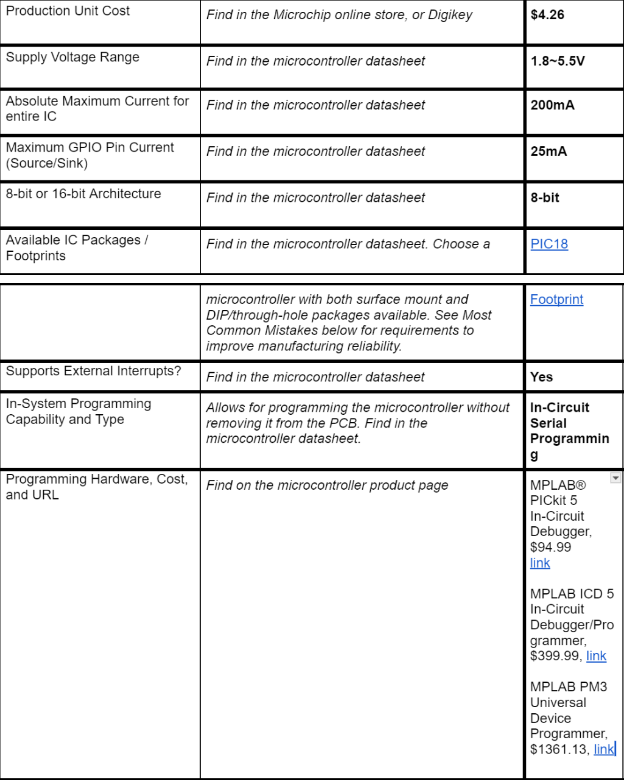 Production Unit Cost
Find in the Microchip online store, or Digikey
$4.26
Supply Voltage Range
Find in the microcontroller datasheet
1.8~5.5V
Absolute Maximum Current for
entire IC
Find in the microcontroller datasheet
200mA
Maximum GPIO Pin Current
(Source/Sink)
Find in the microcontroller datasheet
25mA
8-bit or 16-bit Architecture
Find in the microcontroller datasheet
8-bit
Available IC Packages /
Footprints
Find in the microcontroller datasheet. Choose a
PIC18
microcontroller with both surface mount and
DIP/through-hole packages available. See Most
Common Mistakes below for requirements to
improve manufacturing reliability.
Footprint
Supports External Interrupts?
Find in the microcontroller datasheet
Yes
In-System Programming
Capability and Type
Allows for programming the microcontroller without
removing it from the PCB. Find in the
microcontroller datasheet.
In-Circuit
Serial
Programmin
g
Programming Hardware, Cost,
and URL
Find on the microcontroller product page
MPLAB®
PICkit 5
In-Circuit
Debugger,
$94.99
link
MPLAB ICD 5
In-Circuit
Debugger/Pro
grammer,
$399.99, link
MPLAB PM3
Universal
Device
Programmer,
$1361.13, link